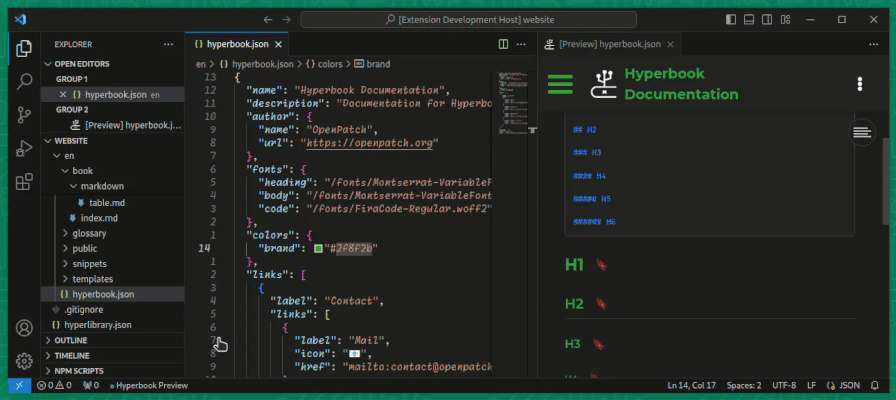 [Extension Development Host] website
EXPLORER
OPEN EDITORS
GROUP 1
hyperbook.json en
GROUP 2
[Preview] hyperbook.j...
WEBSITE
en
book
markdown
table.md
index.md
glossary
public
snippets
templates
hyperbook.json
.gitignore
hyperlibrary.json
OUTLINE
TIMELINE
NPM SCRIPTS
hyperbook.json
en > hyperbook.json > {} colors > brand
13 {
12 "name": "Hyperbook Documentation",
11 "description": "Documentation for Hyperbo
10 "author": {
9 "name": "OpenPatch",
8 "url": "https://openpatch.org"
7 },
6 "fonts": {
5 "heading": "/fonts/Montserrat-VariableF
4 "body": "/fonts/Montserrat-VariableFont
3 "code": "/fonts/FiraCode-Regular.woff2"
2 },
1 "colors": {
14 "brand": "#2f8f2b"
1 },
2 "links": [
3 {
4 "label": "Contact",
5 "links": [
6 {
7 "label": "Mail",
8 "icon": "📧",
9 "href": "mailto:contact@openpatch
[Preview] hyperbook.json
Hyperbook
Documentation
## H2
### H3
#### H4
##### H5
###### H6
H1
H2
H3
0 0 0 Hyperbook Preview
Ln 14, Col 17 Spaces: 2 UTF-8 LF {} JSON